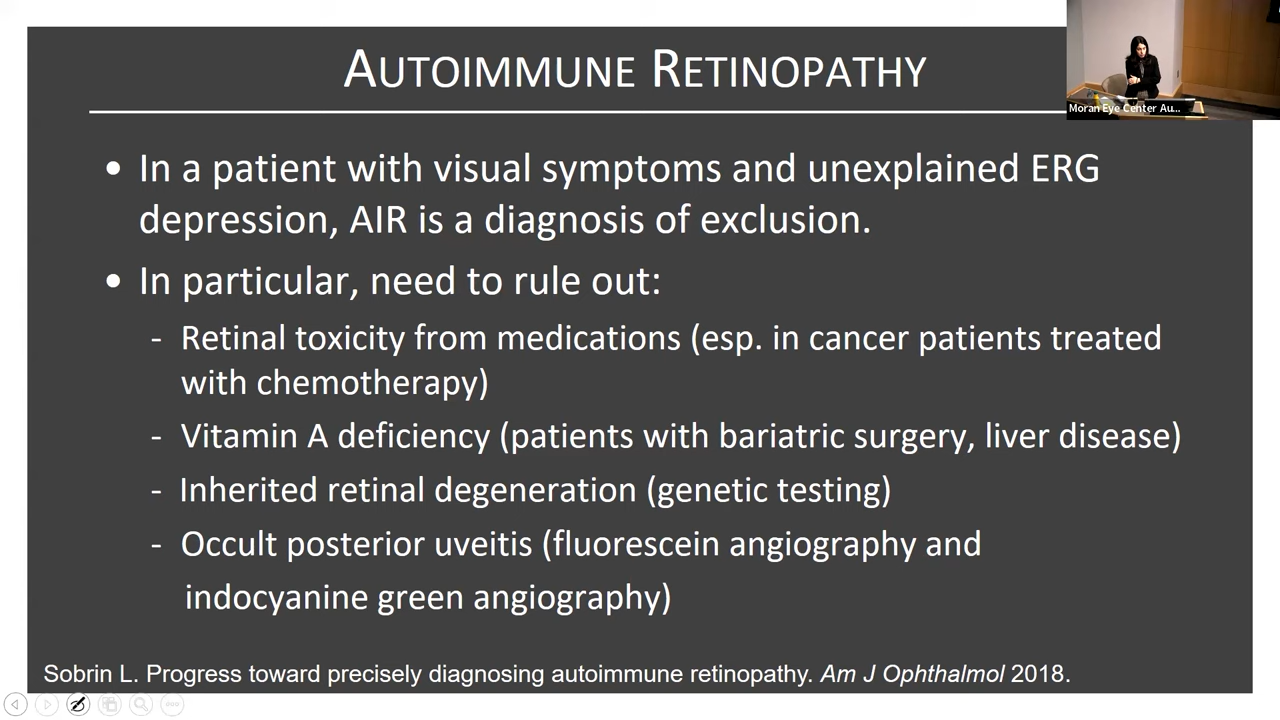 AUTOIMMUNE RETINOPATHY
Moran Eye Center Au...
• In a patient with visual symptoms and unexplained ERG
depression, AIR is a diagnosis of exclusion.
• In particular, need to rule out:
- Retinal toxicity from medications (esp. in cancer patients treated
with chemotherapy)
- Vitamin A deficiency (patients with bariatric surgery, liver disease)
- Inherited retinal degeneration (genetic testing)
- Occult posterior uveitis (fluorescein angiography and
indocyanine green angiography)
Sobrin L. Progress toward precisely diagnosing autoimmune retinopathy. Am J Ophthalmol 2018.